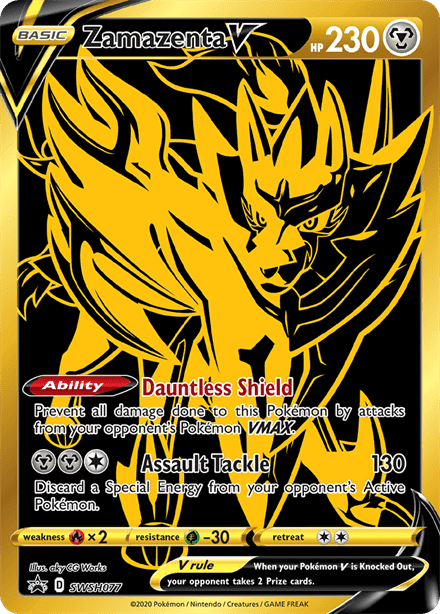 BASIC Zamazenta V HP 230
Ability Dauntless Shield
Prevent all damage done to this Pokémon by attacks
from your opponent's Pokémon VMAX.
Assault Tackle 130
Discard a Special Energy from your opponent's Active
Pokémon.
weakness ×2 resistance -30 retreat
Illus. aky CG Works
D SWSH077
V rule When your Pokémon V is Knocked Out,
your opponent takes 2 Prize cards.
©2020 Pokémon / Nintendo / Creatures / GAME FREAK